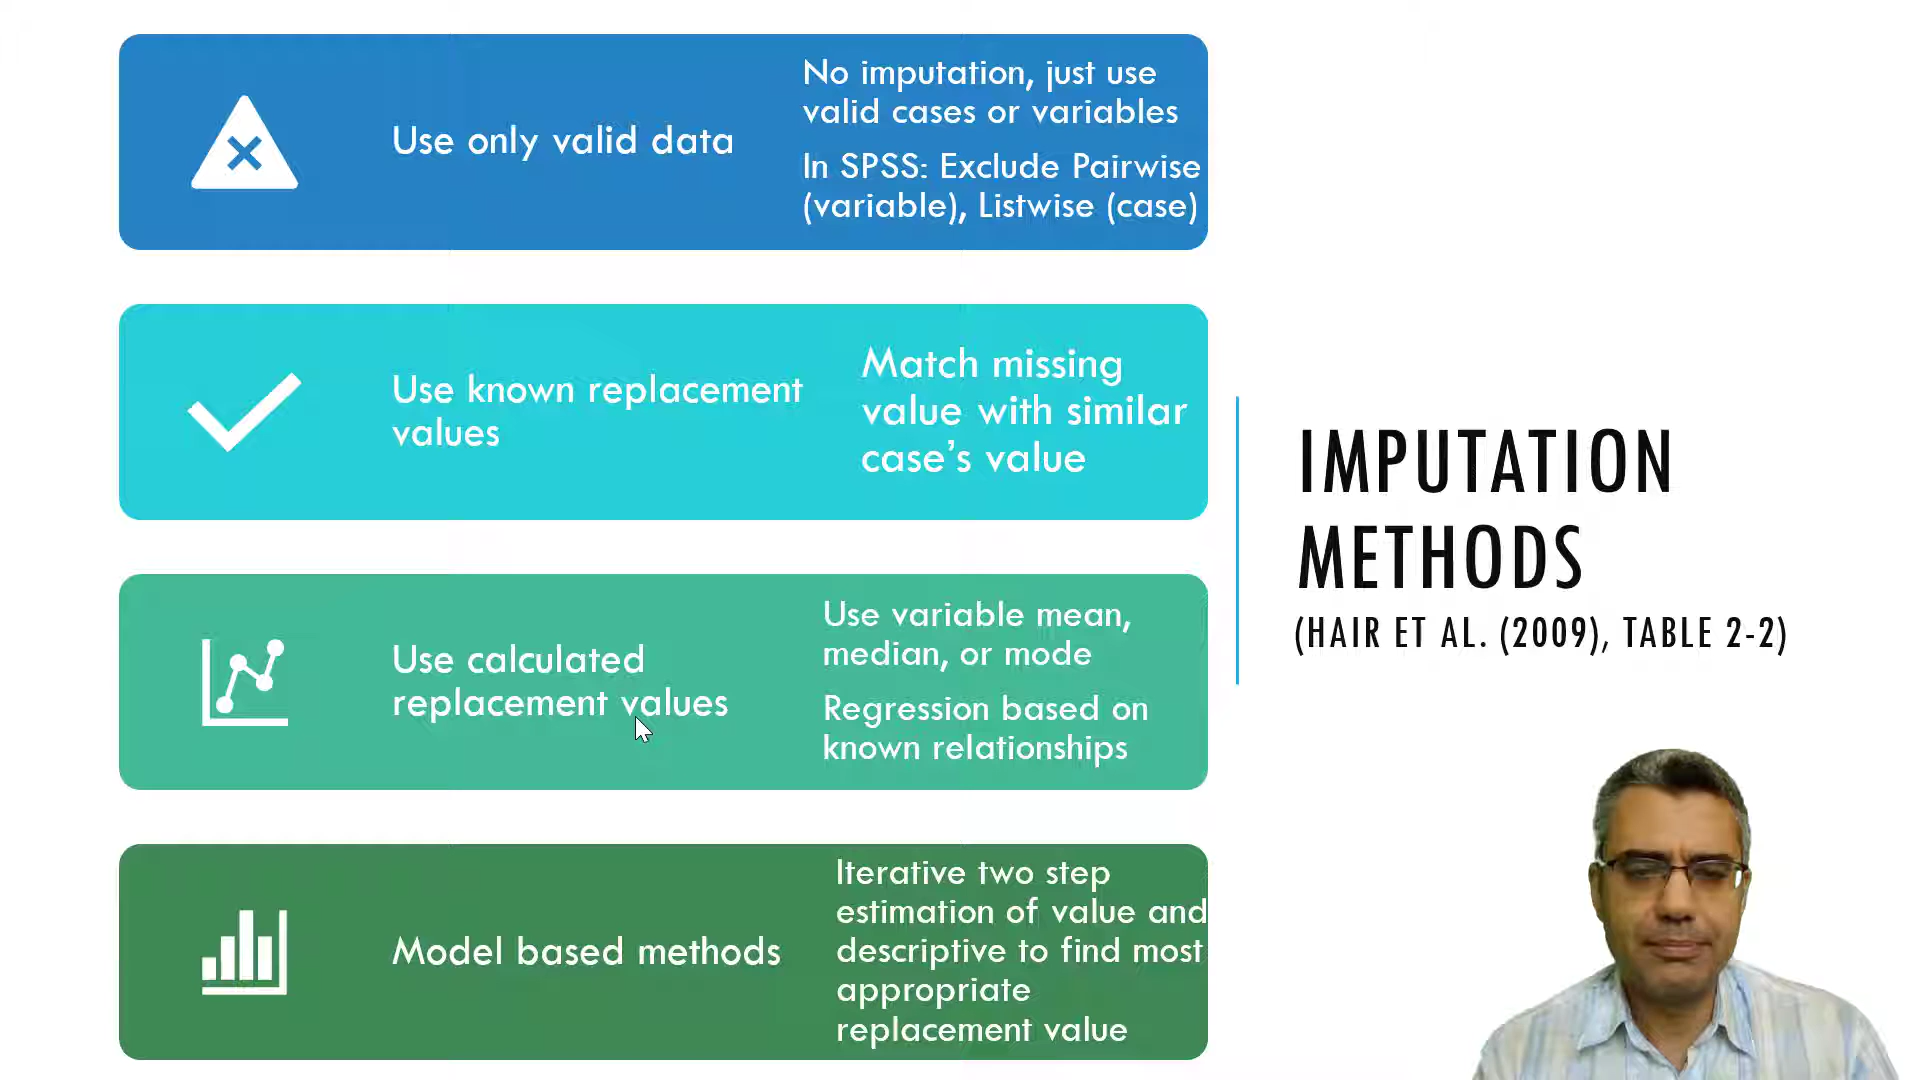 Use only valid data
No imputation, just use
valid cases or variables
In SPSS: Exclude Pairwise
(variable), Listwise (case)
Use known replacement
values
Match missing
value with similar
case’s value
Use calculated
replacement values
Use variable mean,
median, or mode
Regression based on
known relationships
Model based methods
Iterative two step
estimation of value and
descriptive to find most
appropriate
replacement value
IMPUTATION
METHODS
(HAIR ET AL. (2009), TABLE 2-2)